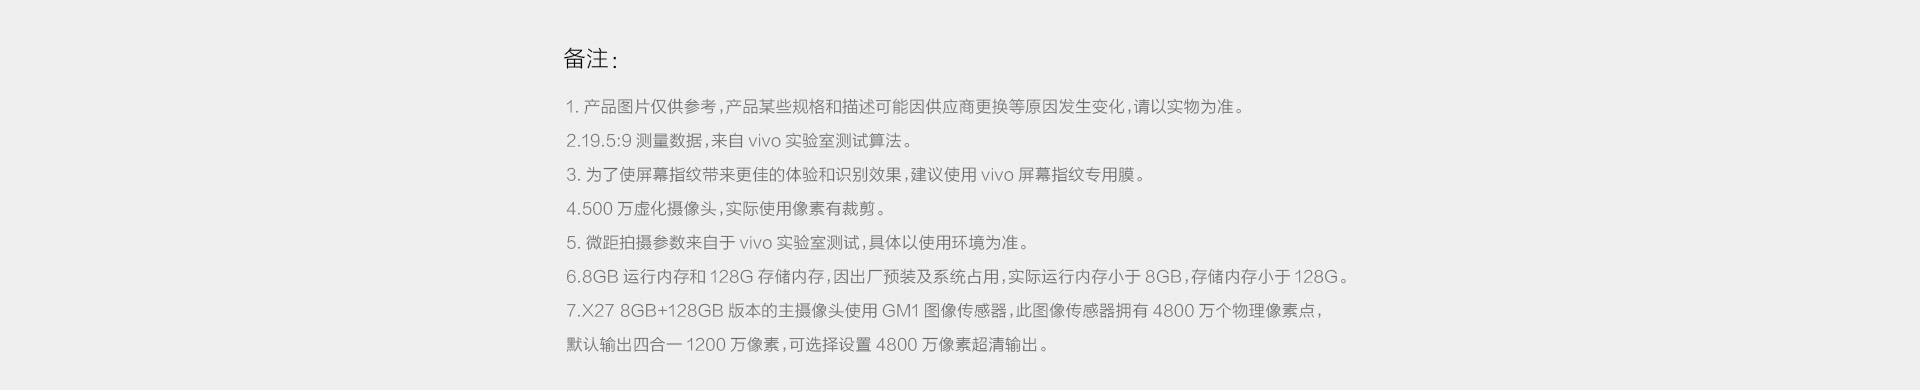 备注：
1. 产品图片仅供参考，产品某些规格和描述可能因供应商更换等原因发生变化，请以实物为准。
2.19.5:9 测量数据，来自 vivo 实验室测试算法。
3. 为了使屏幕指纹带来更佳的体验和识别效果，建议使用 vivo 屏幕指纹专用膜。
4.500 万虚化摄像头，实际使用像素有裁剪。
5. 微距拍摄参数来自于 vivo 实验室测试，具体以使用环境为准。
6.8GB 运行内存和 128G 存储内存，因出厂预装及系统占用，实际运行内存小于 8GB，存储内存小于 128G。
7.X27 8GB+128GB 版本的主摄像头使用 GM1 图像传感器，此图像传感器拥有 4800 万个物理像素点，
默认输出四合一 1200 万像素，可选择设置 4800 万像素超清输出。